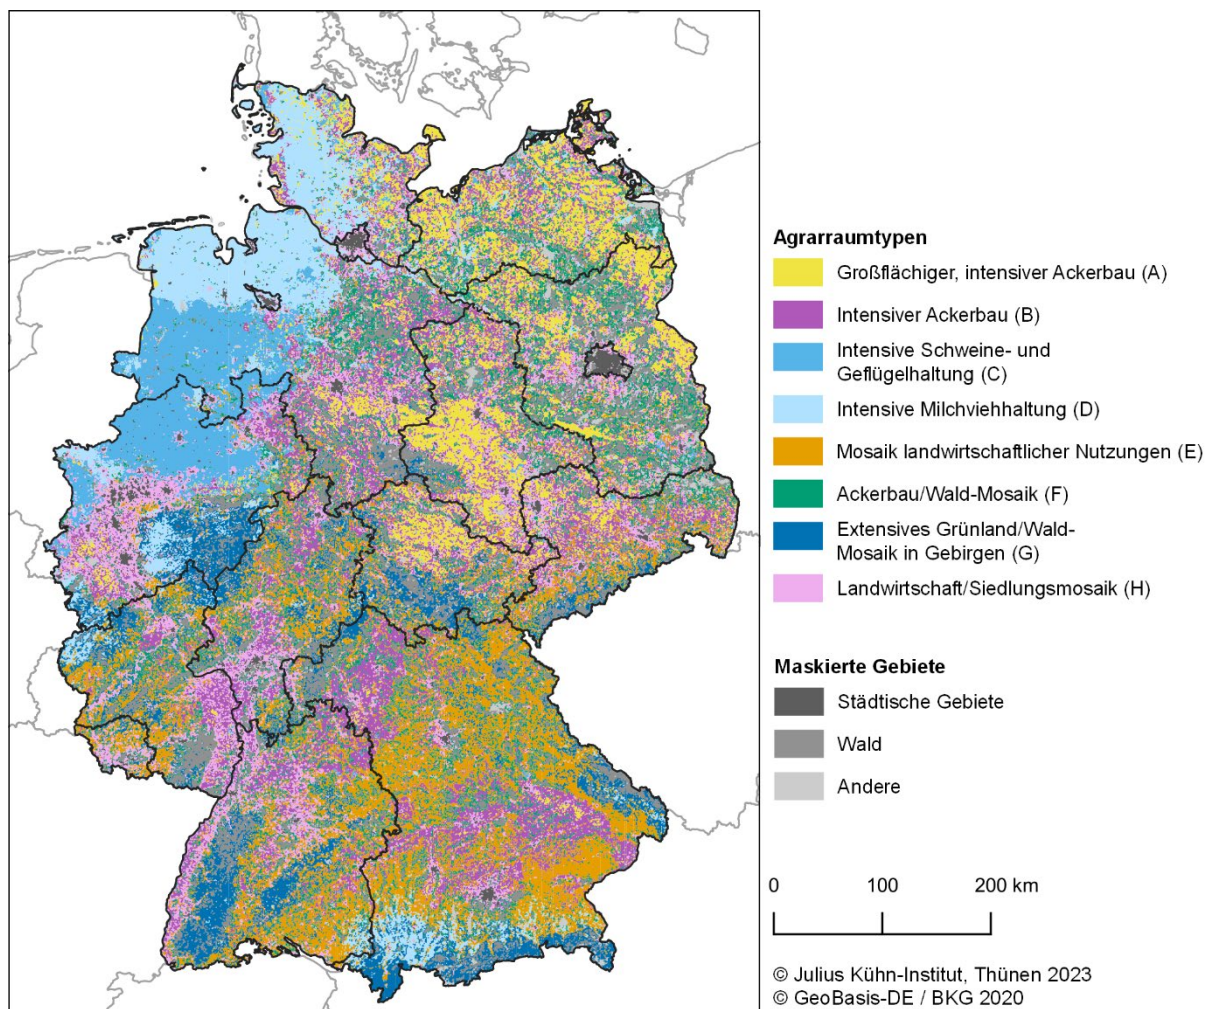 Agrarraumtypen
Großflächiger, intensiver Ackerbau (A)
Intensiver Ackerbau (B)
Intensive Schweine- und
Geflügelhaltung (C)
Intensive Milchviehhaltung (D)
Mosaik landwirtschaftlicher Nutzungen (E)
Ackerbau/Wald-Mosaik (F)
Extensives Grünland/Wald-
Mosaik in Gebirgen (G)
Landwirtschaft/Siedlungsmosaik (H)
Maskierte Gebiete
Städtische Gebiete
Wald
Andere
0 100 200 km
© Julius Kühn-Institut, Thünen 2023
© GeoBasis-DE / BKG 2020